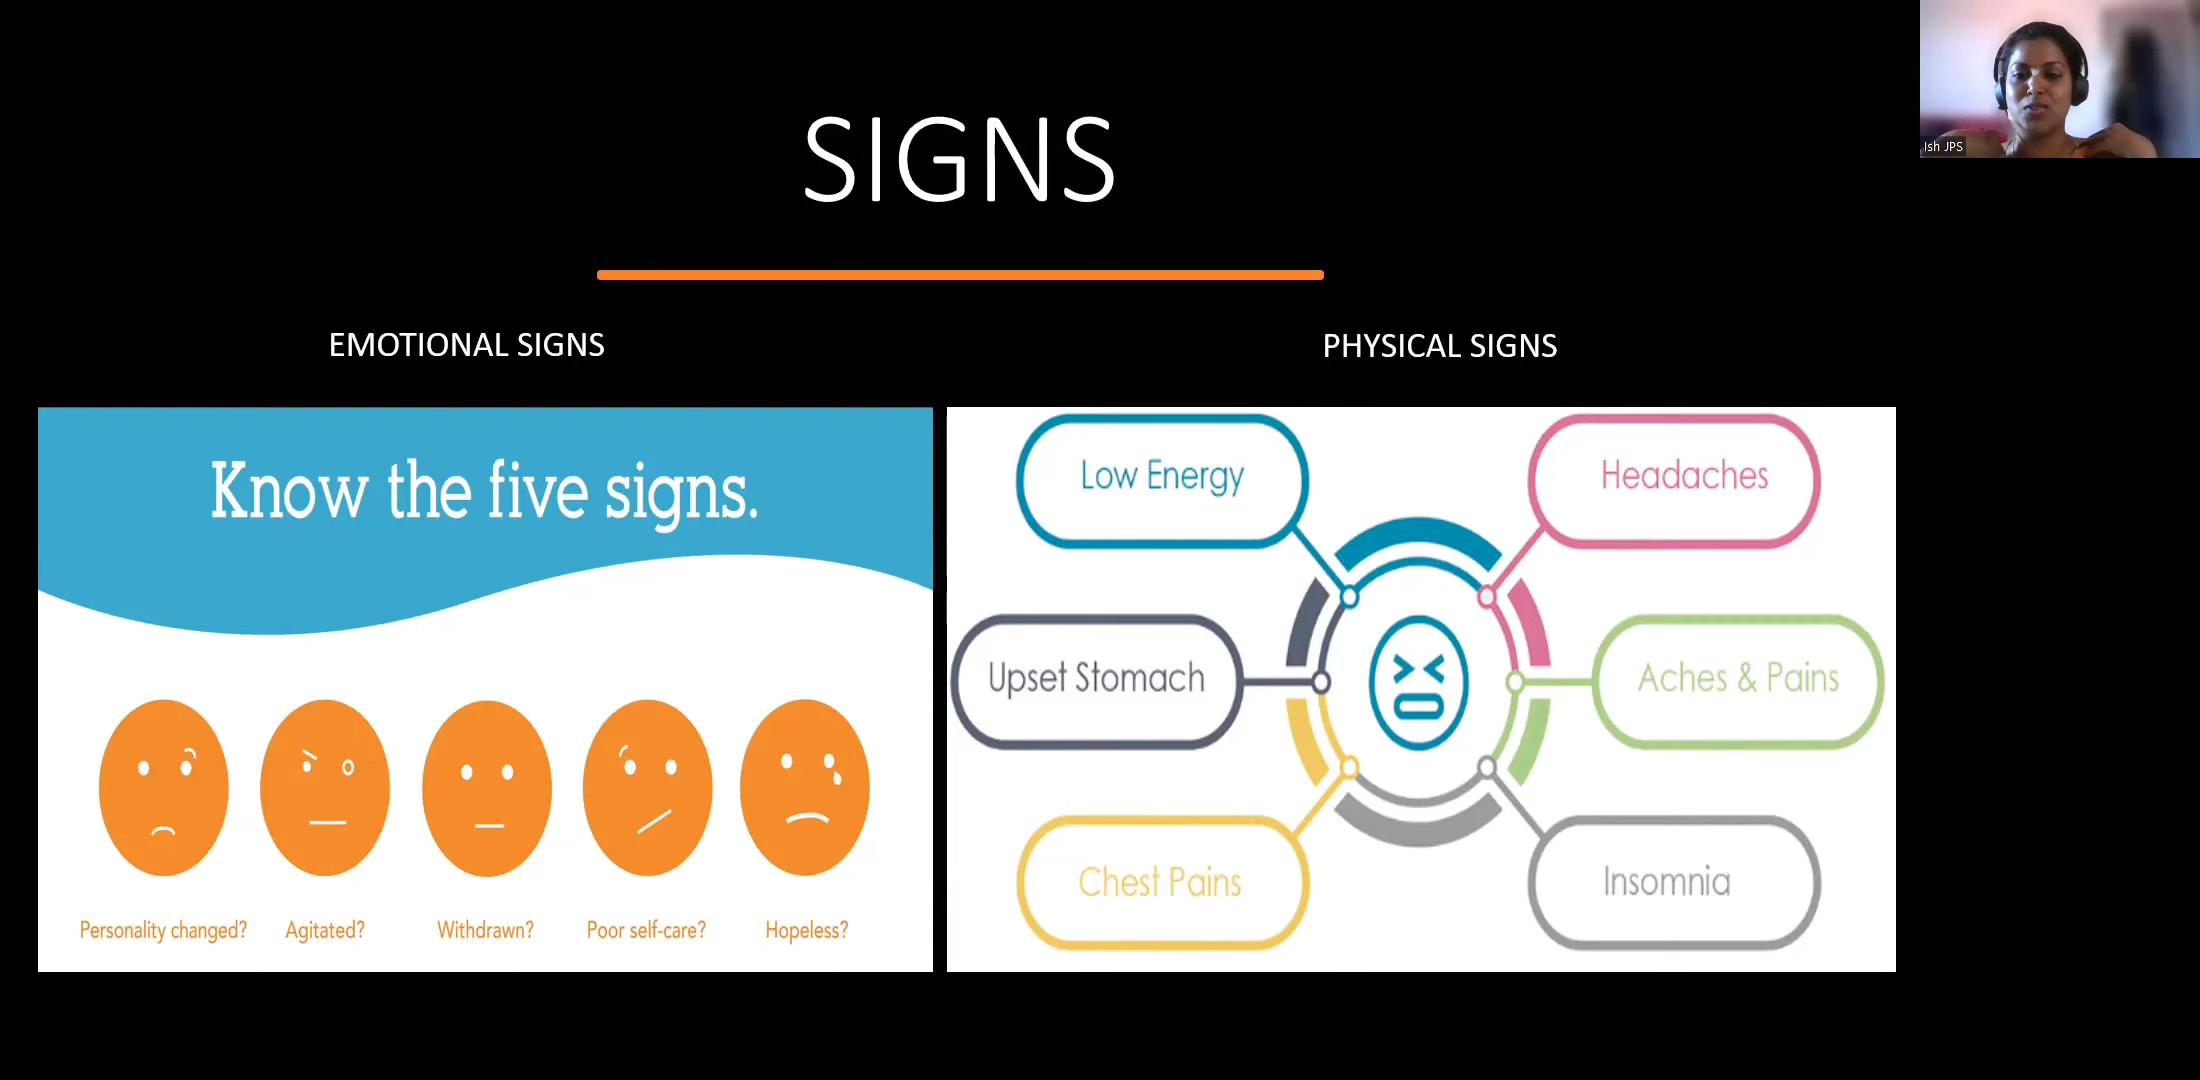 SIGNS
Ish JPS
EMOTIONAL SIGNS
PHYSICAL SIGNS
Know the five signs.
Personality changed?
Agitated?
Withdrawn?
Poor self-care?
Hopeless?
Low Energy
Headaches
Upset Stomach
Aches & Pains
Chest Pains
Insomnia